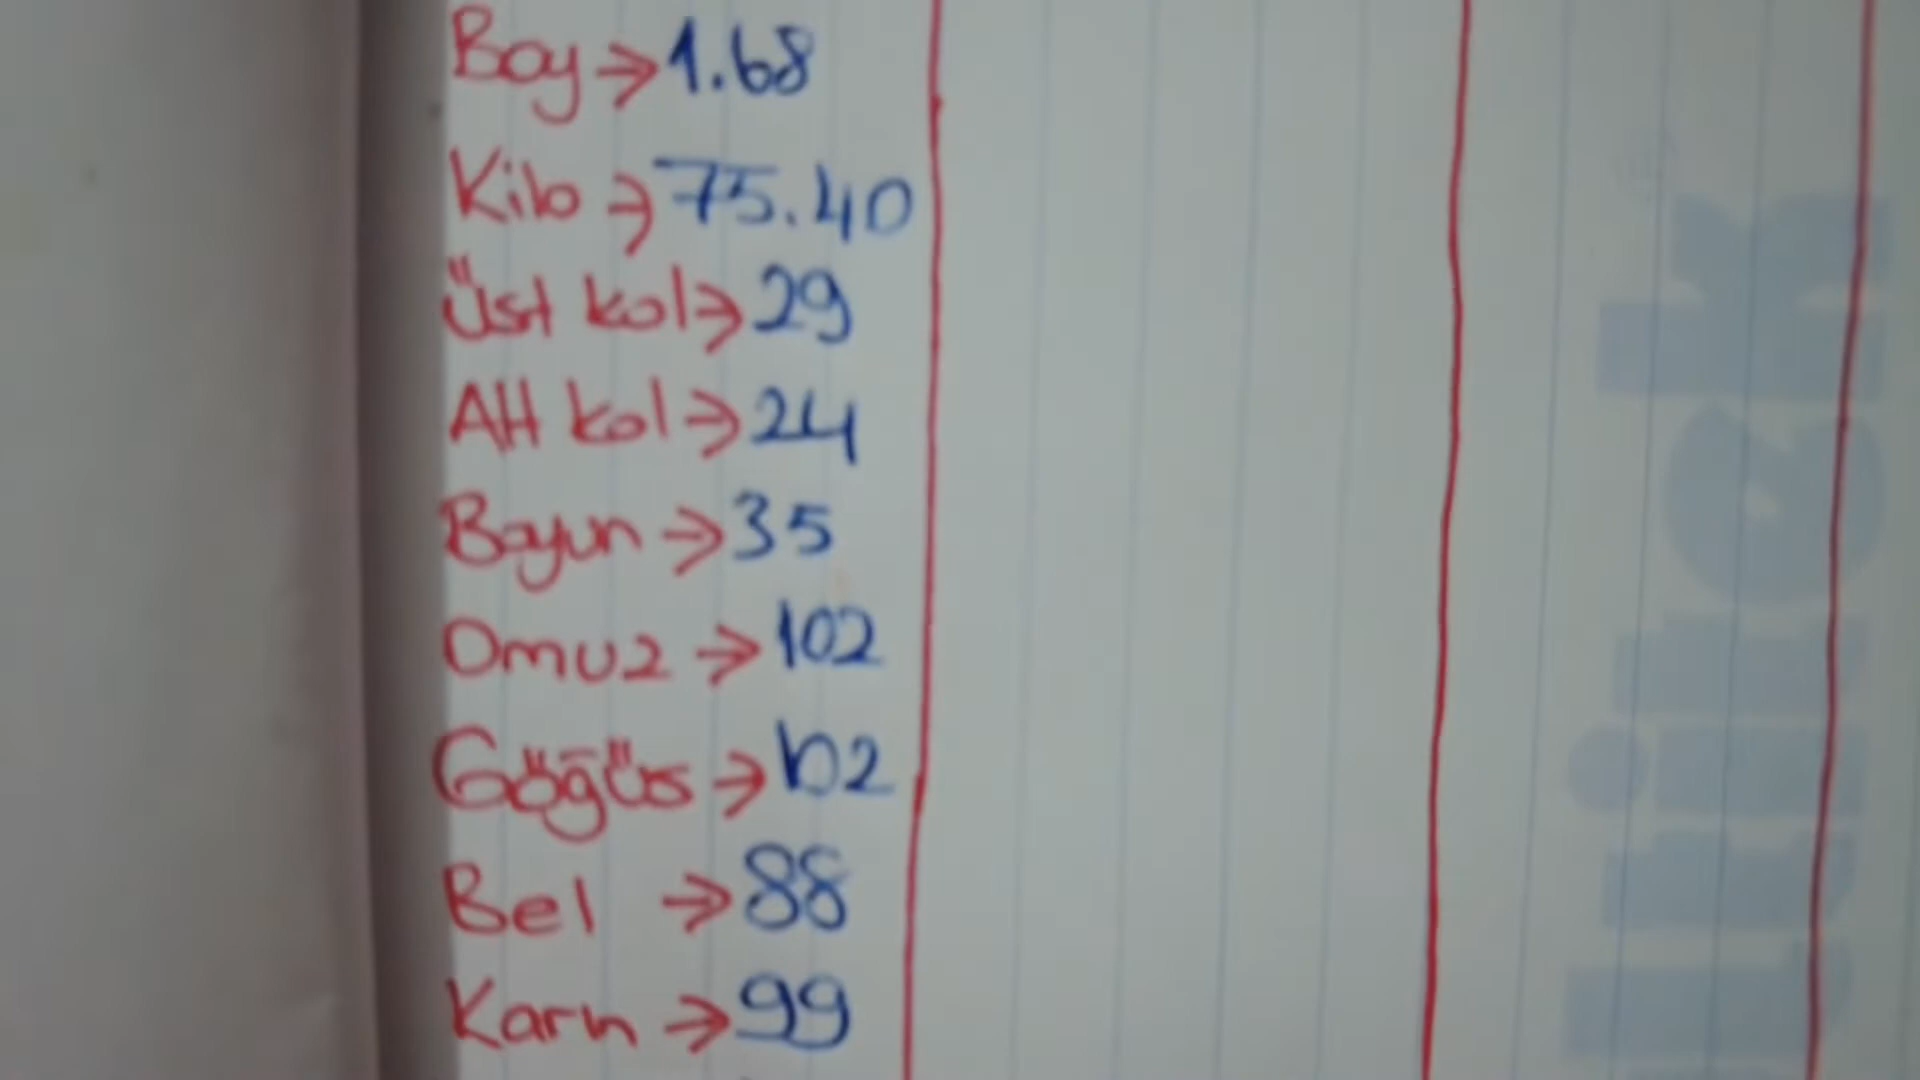 Boy → 1.68
Kilo → 75.40
Üst kol → 29
Alt kol → 24
Boyun → 35
Omuz → 102
Göğüs → 102
Bel → 88
Karın → 99